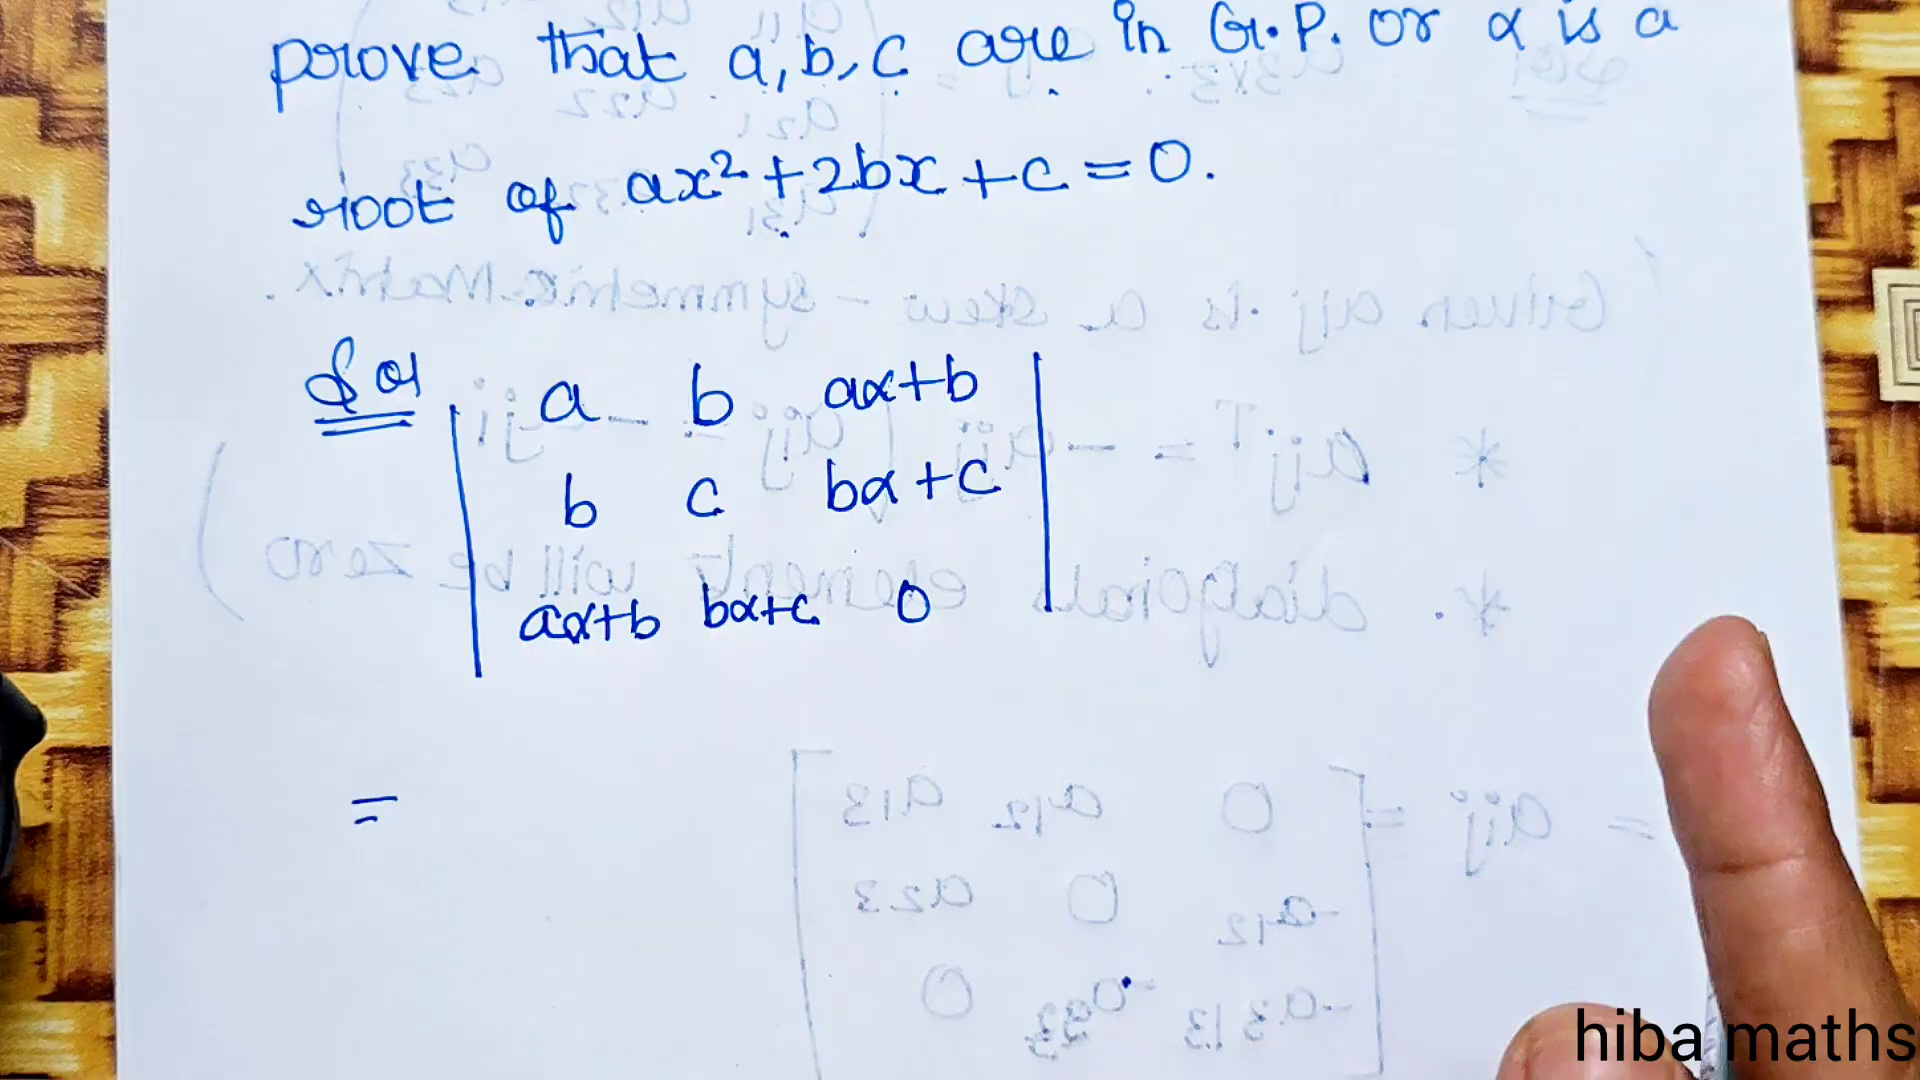 prove that a, b, c are in G.P. or α is a
root of ax² + 2bx + c = 0.
Sol
a b aα+b
b c bα+c
aα+b bα+c 0
=
hiba maths